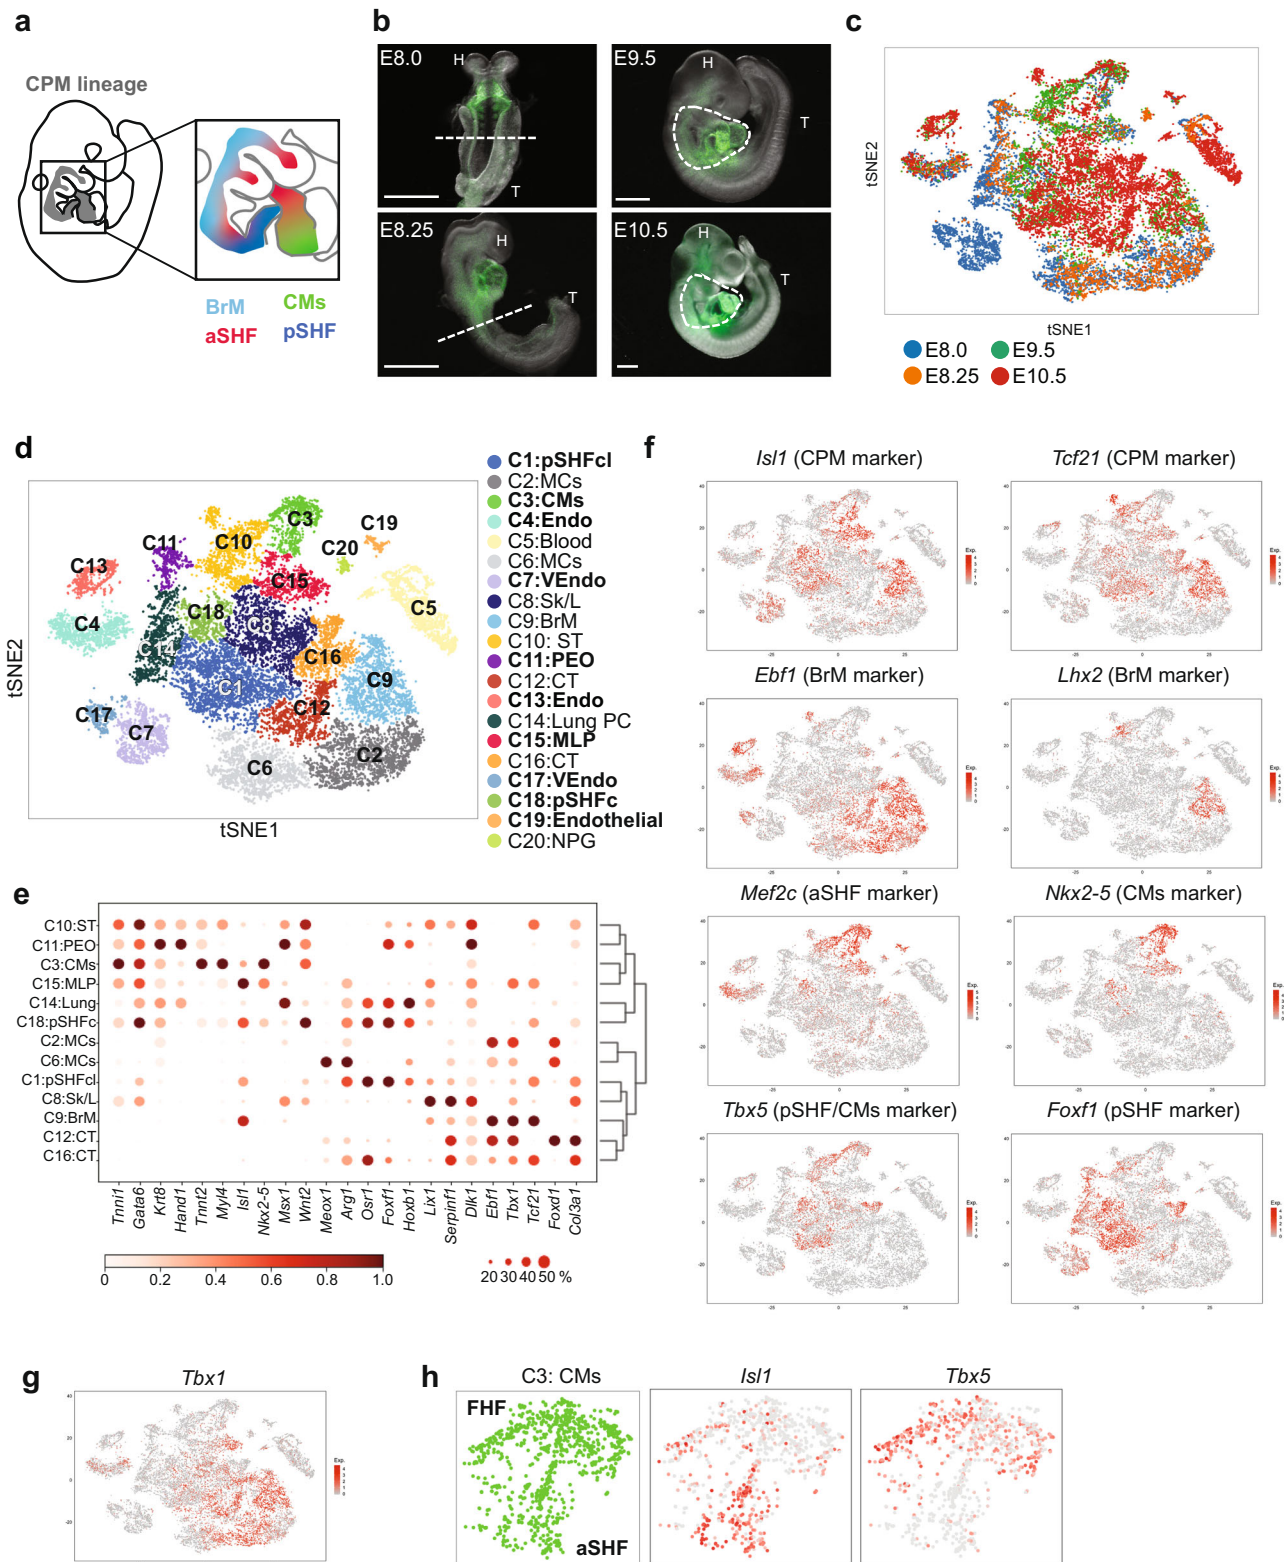 a
CPM lineage
BrM
CMs
aSHF
pSHF
b
E8.0
H
T
E9.5
H
T
E8.25
H
T
E10.5
H
T
c
tSNE2
tSNE1
E8.0
E9.5
E8.25
E10.5
d
C3
C19
C10
C11
C20
C13
C15
C4
C18
C8
C5
C14
C16
C1
C9
C12
C17
C7
C2
C6
tSNE2
tSNE1
C1:pSHFcl
C2:MCs
C3:CMs
C4:Endo
C5:Blood
C6:MCs
C7:VEndo
C8:Sk/L
C9:BrM
C10: ST
C11:PEO
C12:CT
C13:Endo
C14:Lung PC
C15:MLP
C16:CT
C17:VEndo
C18:pSHFc
C19:Endothelial
C20:NPG
e
C10:ST
C11:PEO
C3:CMs
C15:MLP
C14:Lung
C18:pSHFc
C2:MCs
C6:MCs
C1:pSHFcl
C8:Sk/L
C9:BrM
C12:CT
C16:CT
Tnni1
Gata6
Krt8
Hand1
Tnnt2
Myl4
Isl1
Nkx2-5
Msx1
Wnt2
Meox1
Arg1
Osr1
Foxf1
Hoxb1
Lix1
Serpinf1
Dlk1
Ebf1
Tbx1
Tcf21
Foxd1
Col3a1
0 0.2 0.4 0.6 0.8 1.0
20 30 40 50 %
f
Isl1 (CPM marker)
Tcf21 (CPM marker)
Ebf1 (BrM marker)
Lhx2 (BrM marker)
Mef2c (aSHF marker)
Nkx2-5 (CMs marker)
Tbx5 (pSHF/CMs marker)
Foxf1 (pSHF marker)
g
Tbx1
h
C3: CMs
Isl1
Tbx5
FHF
aSHF